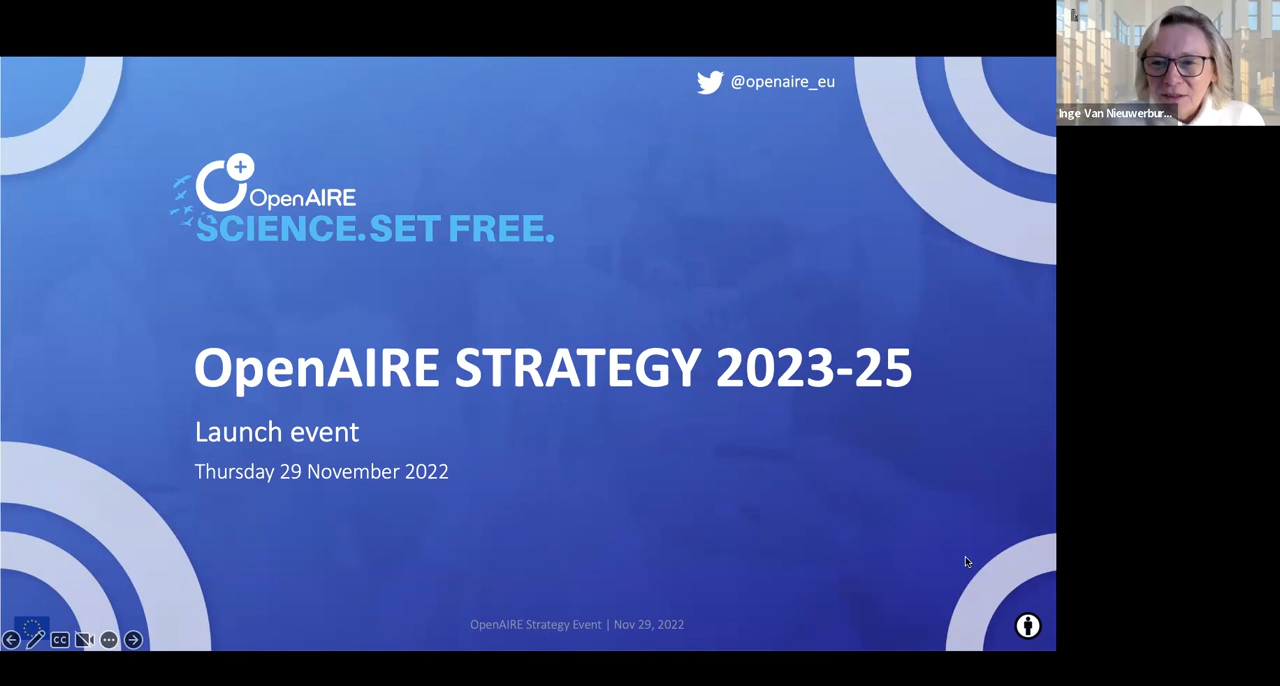 @openaire_eu
OpenAIRE
SCIENCE. SET FREE.
OpenAIRE STRATEGY 2023-25
Launch event
Thursday 29 November 2022
OpenAIRE Strategy Event | Nov 29, 2022
CC
Inge Van Nieuwerbur...